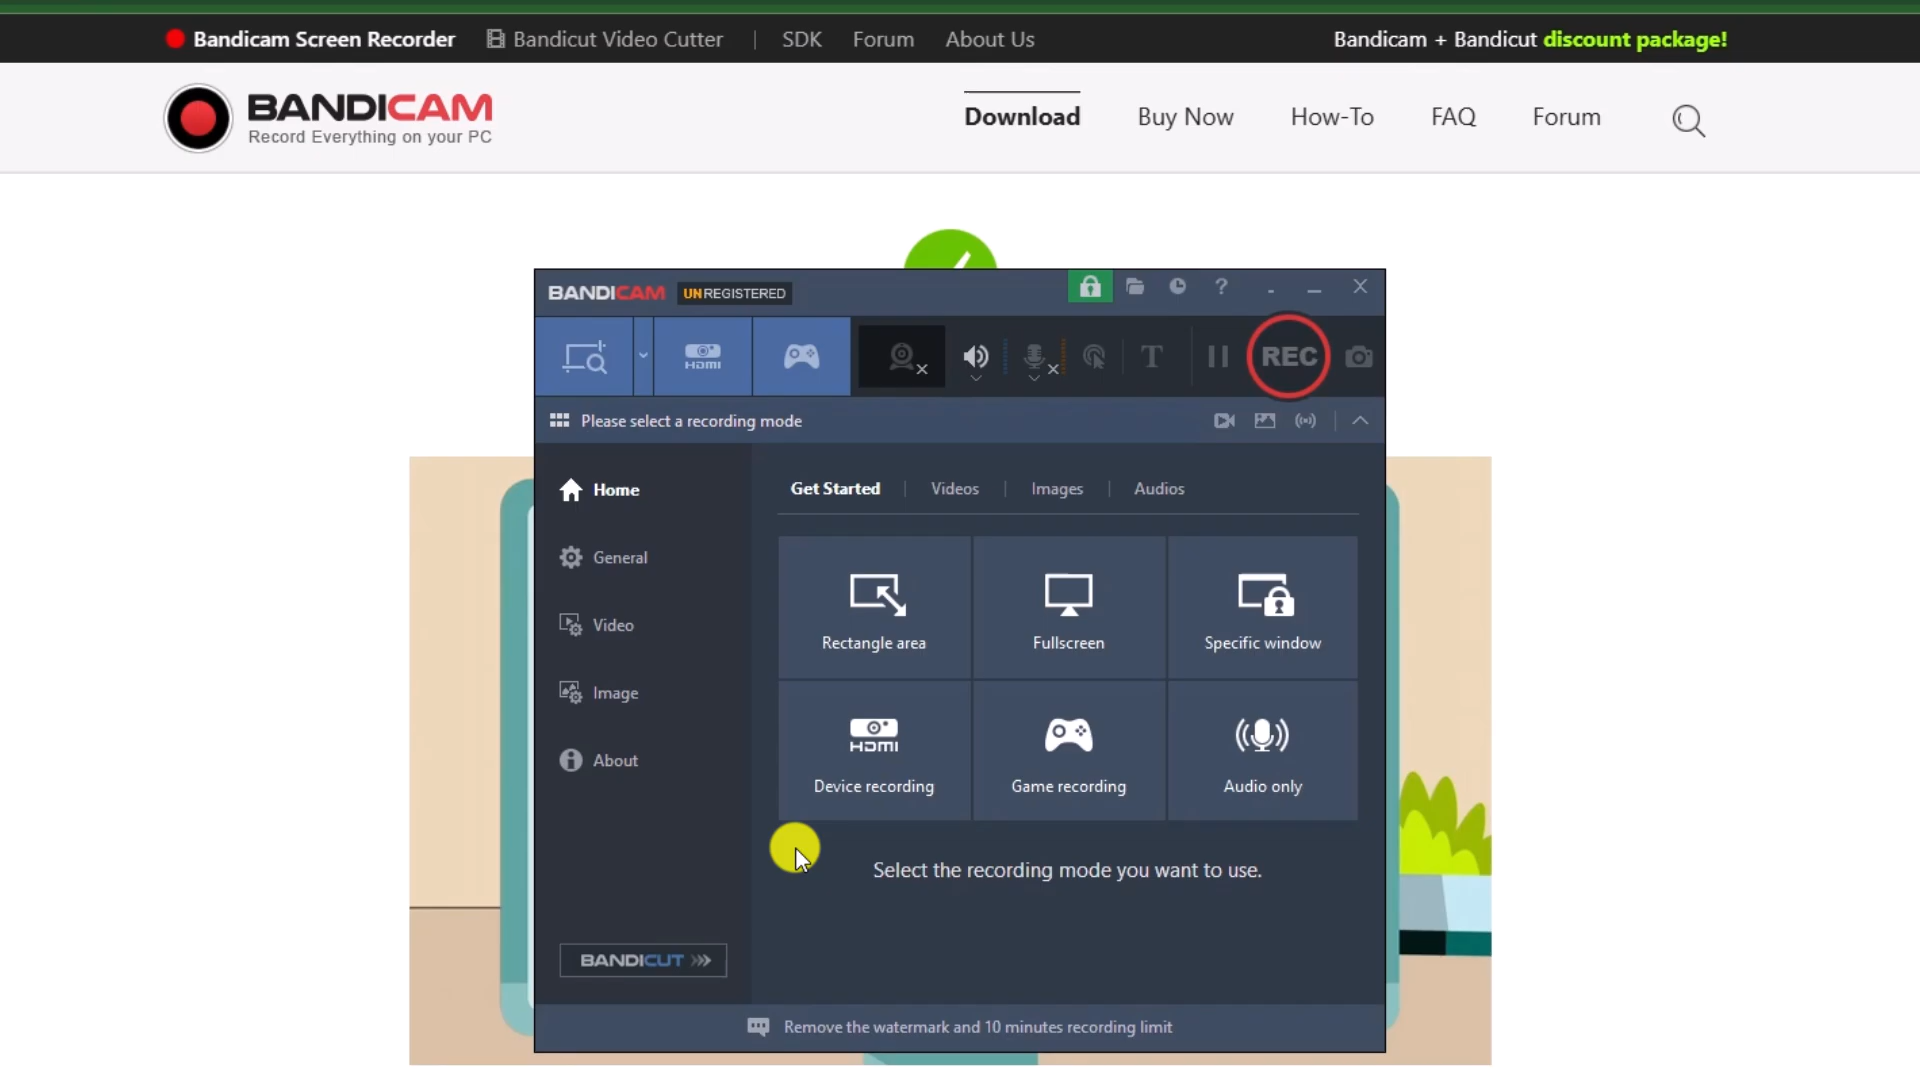 Bandicam Screen Recorder Bandicut Video Cutter | SDK Forum About Us Bandicam + Bandicut discount package!
BANDICAM
Record Everything on your PC
Download Buy Now How-To FAQ Forum
BANDICAM UNREGISTERED ?
HDMI T REC
Please select a recording mode
Home
General
Video
Image
About
BANDICUT
Get Started | Videos | Images | Audios
Rectangle area Fullscreen Specific window
HDMI
Device recording Game recording Audio only
Select the recording mode you want to use.
Remove the watermark and 10 minutes recording limit